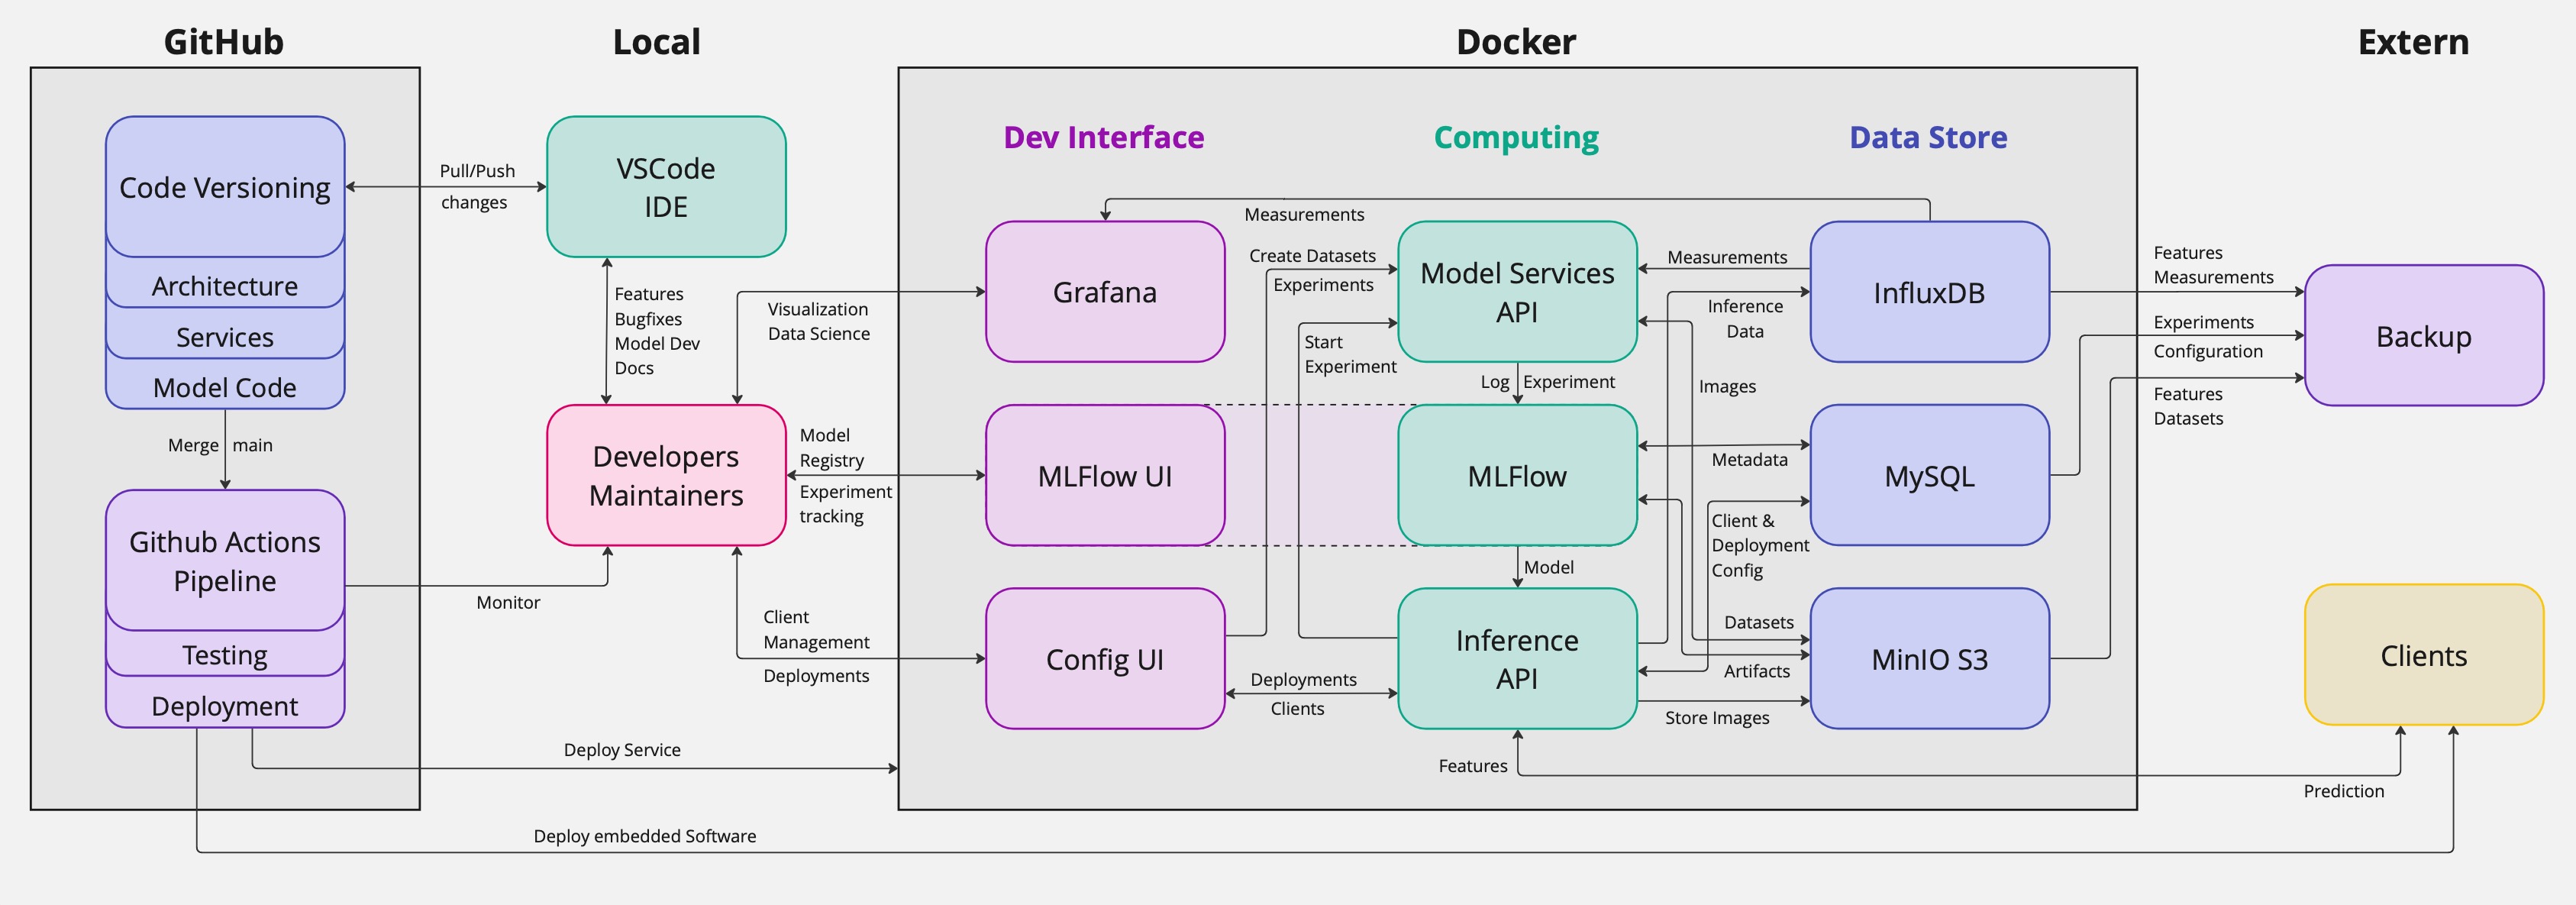 GitHub
Local
Docker
Extern
Code Versioning
Architecture
Services
Model Code
Merge main
Github Actions
Pipeline
Testing
Deployment
Pull/Push
changes
VSCode
IDE
Features
Bugfixes
Model Dev
Docs
Developers
Maintainers
Monitor
Visualization
Data Science
Model
Registry
Experiment
tracking
Client
Management
Deployments
Deploy Service
Deploy embedded Software
Dev Interface
Computing
Data Store
Measurements
Grafana
MLFlow UI
Config UI
Create Datasets
Experiments
Start
Experiment
Deployments
Clients
Model Services
API
Log Experiment
MLFlow
Model
Inference
API
Features
Measurements
Inference
Data
Images
Metadata
Client &
Deployment
Config
Datasets
Artifacts
Store Images
InfluxDB
MySQL
MinIO S3
Features
Measurements
Experiments
Configuration
Features
Datasets
Backup
Clients
Prediction